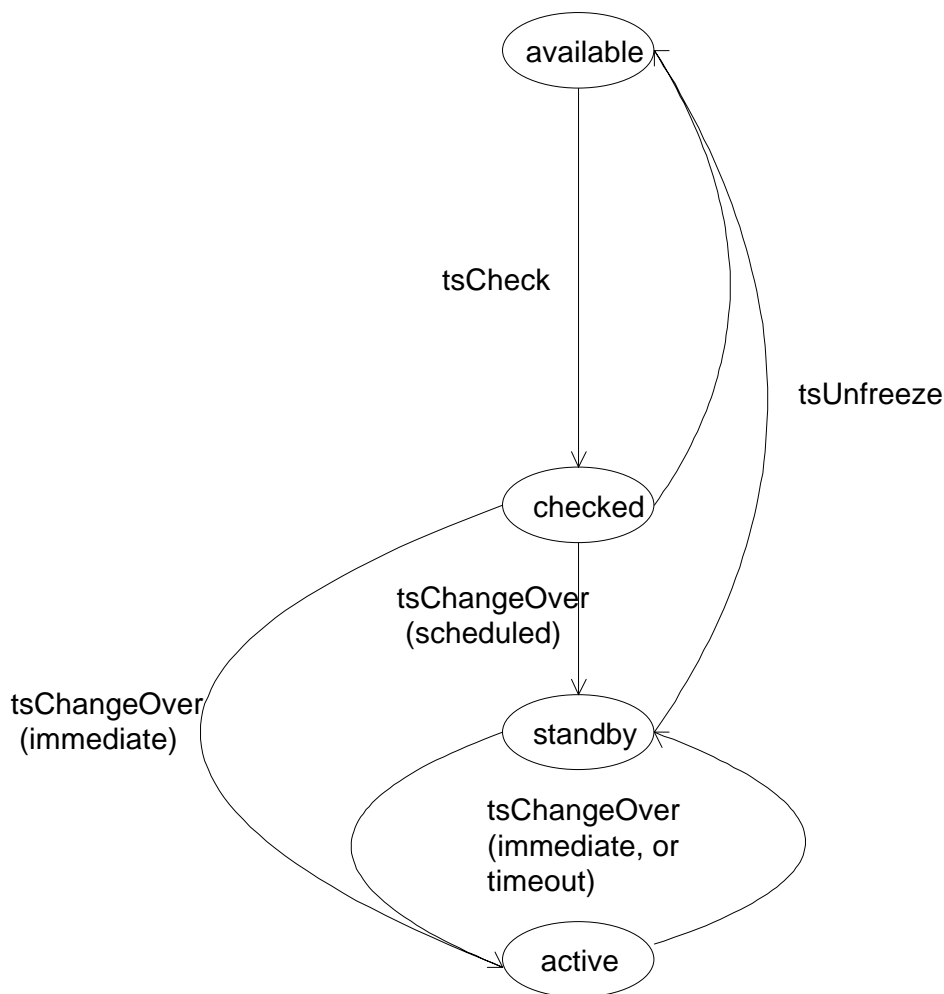 available
tsCheck
tsUnfreeze
checked
tsChangeOver
(scheduled)
tsChangeOver
(immediate)
standby
tsChangeOver
(immediate, or
timeout)
active